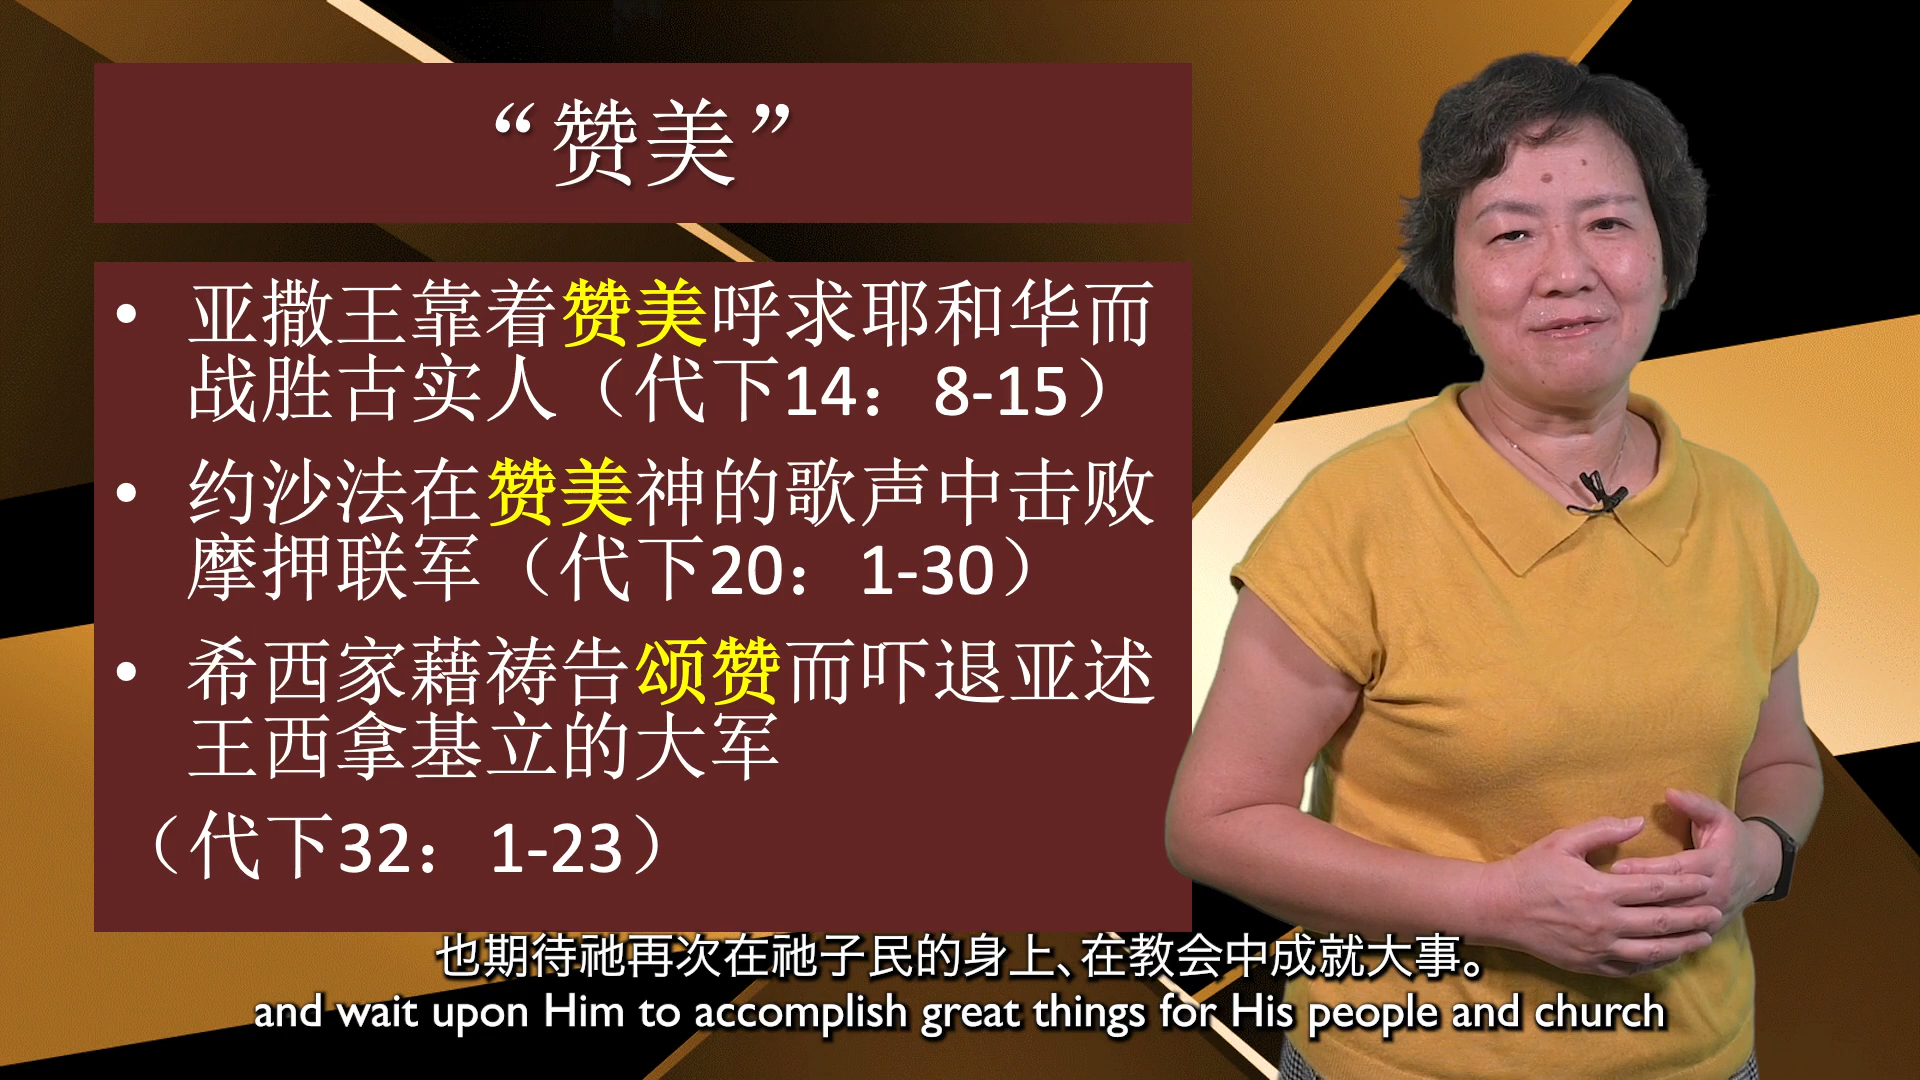 “赞美”
• 亚撒王靠着赞美呼求耶和华而
战胜古实人（代下14：8-15）
• 约沙法在赞美神的歌声中击败
摩押联军（代下20：1-30）
• 希西家藉祷告颂赞而吓退亚述
王西拿基立的大军
（代下32：1-23）
也期待祂再次在祂子民的身上、在教会中成就大事。
and wait upon Him to accomplish great things for His people and church